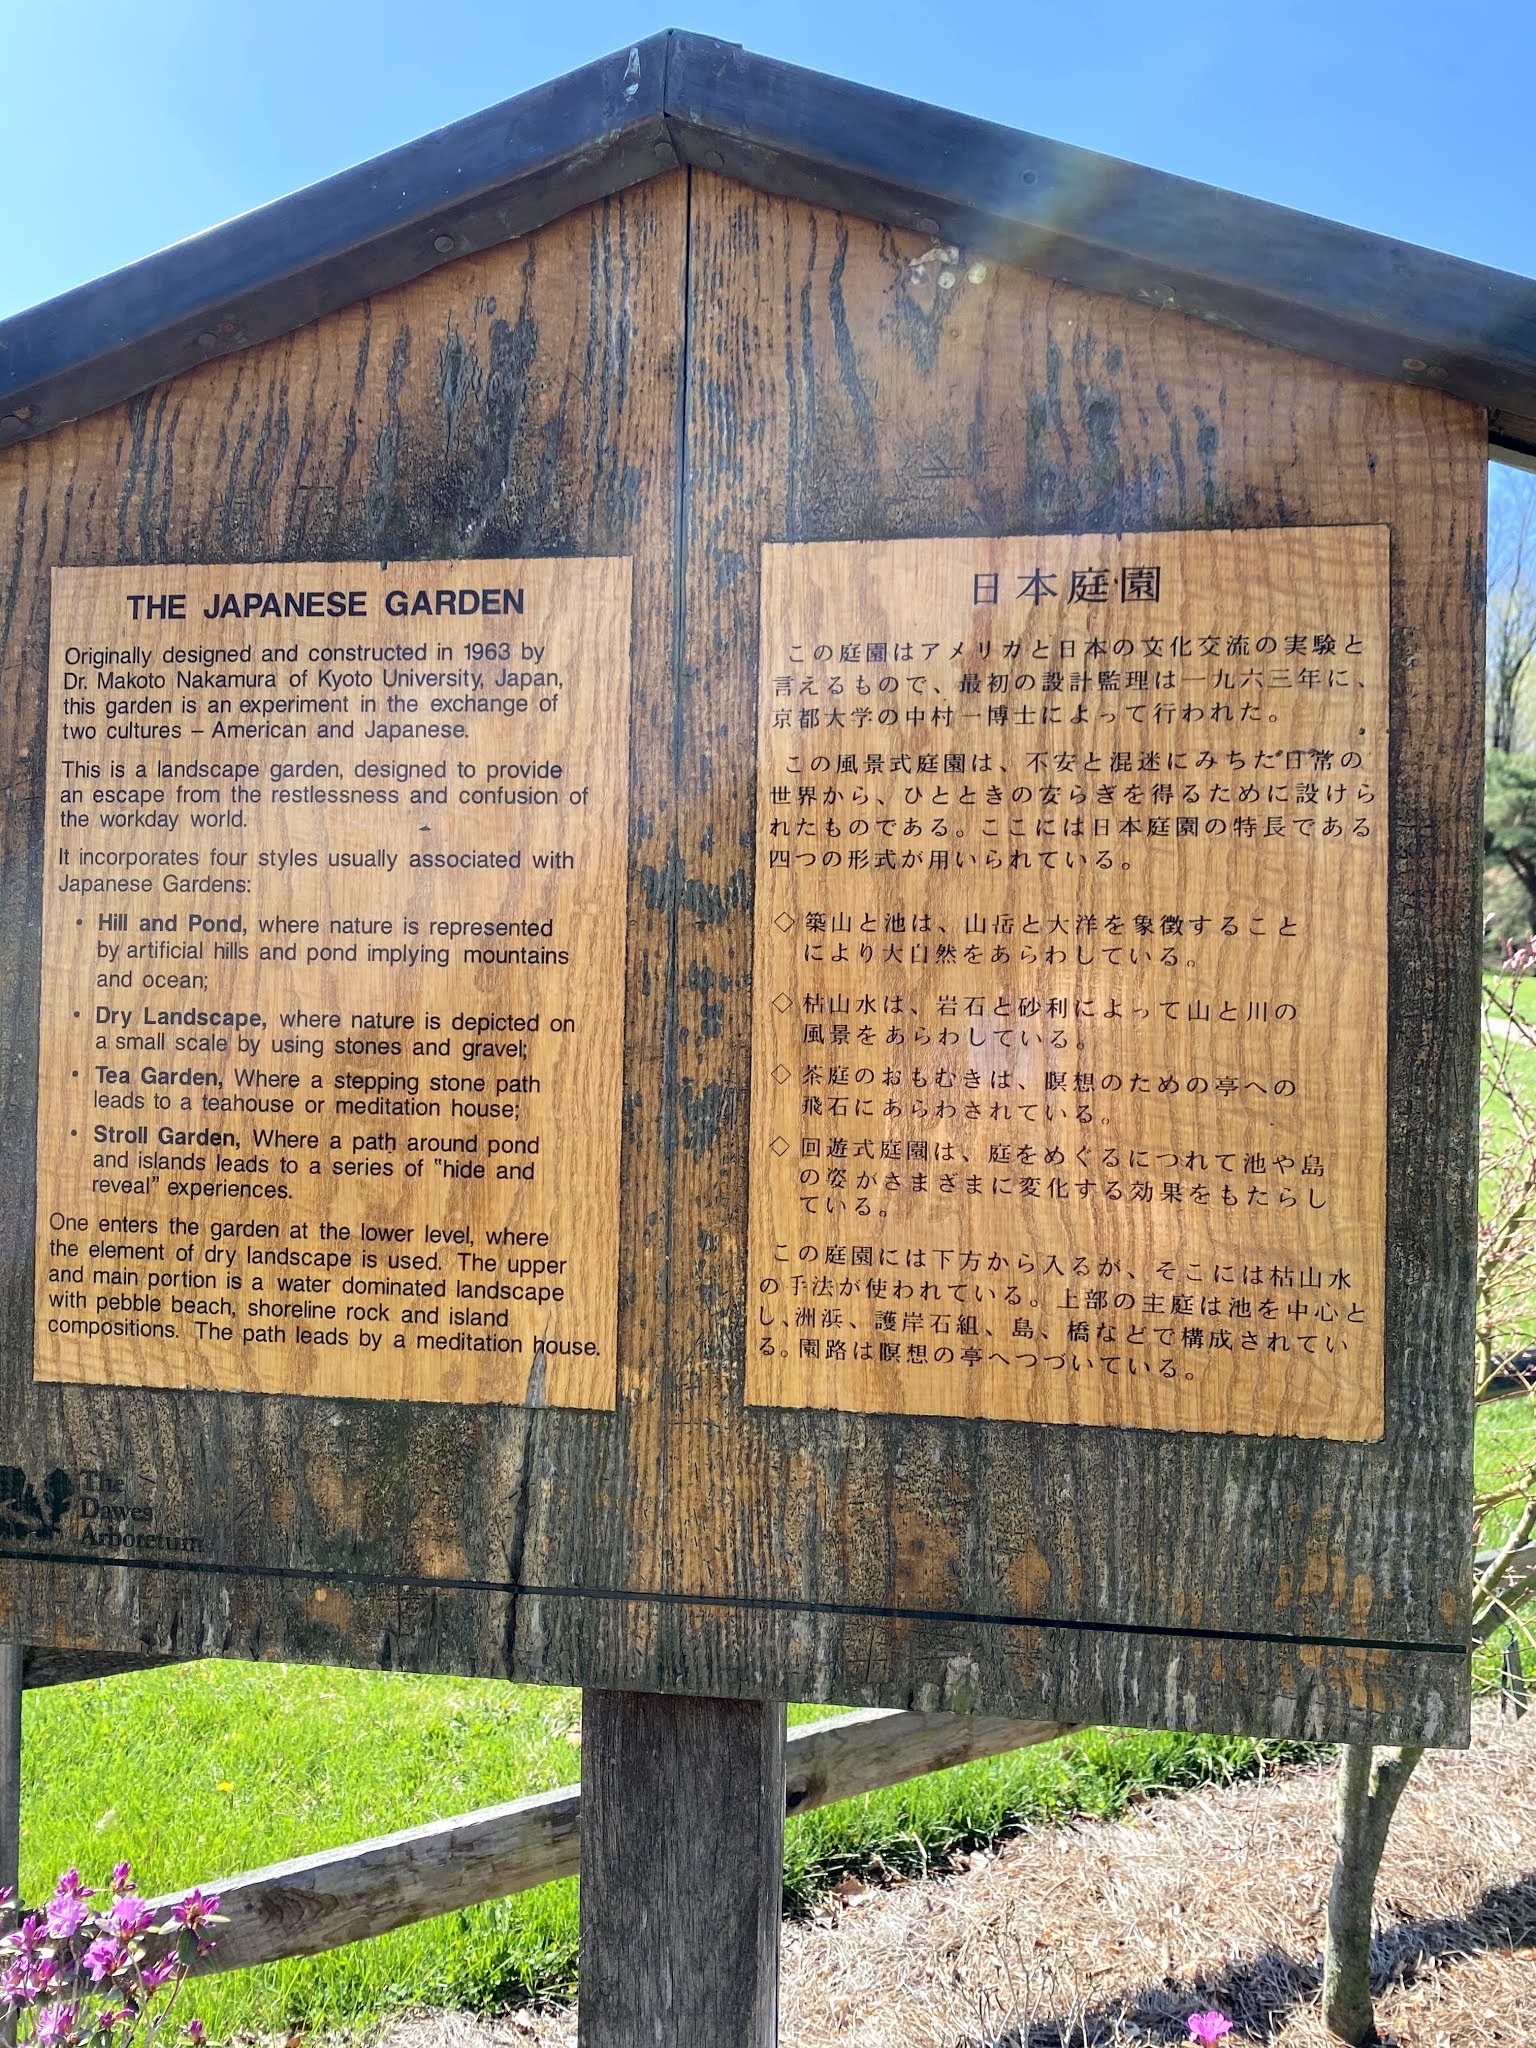 THE JAPANESE GARDEN
Originally designed and constructed in 1963 by
Dr. Makoto Nakamura of Kyoto University, Japan,
this garden is an experiment in the exchange of
two cultures – American and Japanese.
This is a landscape garden, designed to provide
an escape from the restlessness and confusion of
the workday world.
It incorporates four styles usually associated with
Japanese Gardens:
• Hill and Pond, where nature is represented
by artificial hills and pond implying mountains
and ocean;
• Dry Landscape, where nature is depicted on
a small scale by using stones and gravel;
• Tea Garden, Where a stepping stone path
leads to a teahouse or meditation house;
• Stroll Garden, Where a path around pond
and islands leads to a series of "hide and
reveal" experiences.
One enters the garden at the lower level, where
the element of dry landscape is used. The upper
and main portion is a water dominated landscape
with pebble beach, shoreline rock and island
compositions. The path leads by a meditation house.
The
Dawes
Arboretum
日本庭園
この庭園はアメリカと日本の文化交流の実験と
言えるもので、最初の設計監理は一九六三年に、
京都大学の中村一博士によって行われた。
この風景式庭園は、不安と混迷にみちた日常の
世界から、ひとときの安らぎを得るために設けら
れたものである。ここには日本庭園の特長である
四つの形式が用いられている。
◇ 築山と池は、山岳と大洋を象徴すること
により大自然をあらわしている。
◇ 枯山水は、岩石と砂利によって山と川の
風景をあらわしている。
◇ 茶庭のおもむきは、瞑想のための亭への
飛石にあらわされている。
◇ 回遊式庭園は、庭をめぐるにつれて池や島
の姿がさまざまに変化する効果をもたらし
ている。
この庭園には下方から入るが、そこには枯山水
の手法が使われている。上部の主庭は池を中心と
し、洲浜、護岸石組、島、橋などで構成されてい
る。園路は瞑想の亭へつづいている。